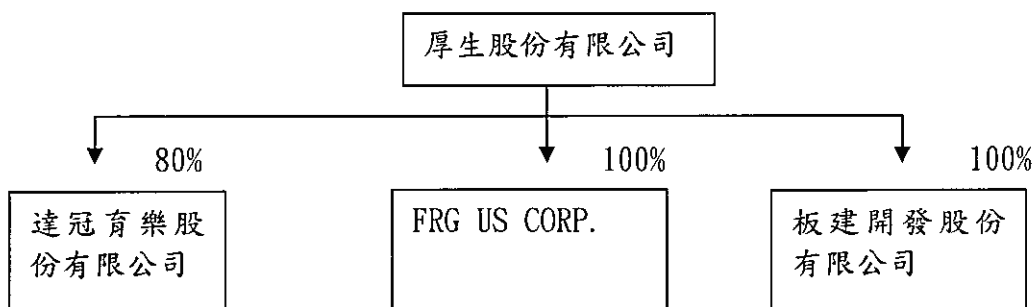 厚生股份有限公司
80%
100%
100%
達冠育樂股
份有限公司
FRG US CORP.
板建開發股份
有限公司